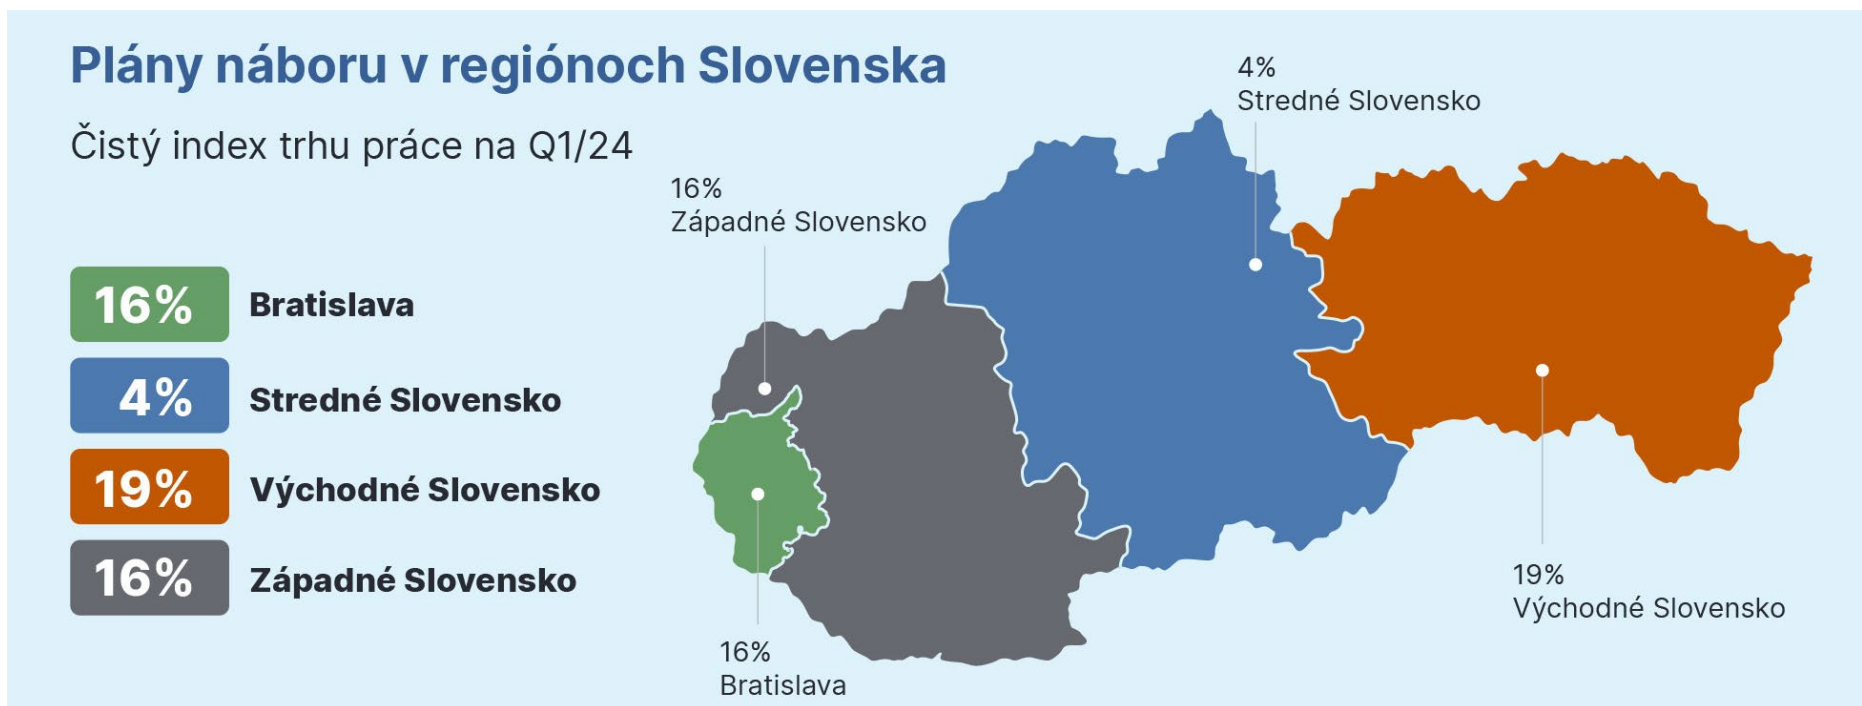 Plány náboru v regiónoch Slovenska
Čistý index trhu práce na Q1/24
16% Bratislava
4% Stredné Slovensko
19% Východné Slovensko
16% Západné Slovensko
16%
Západné Slovensko
4%
Stredné Slovensko
19%
Východné Slovensko
16%
Bratislava